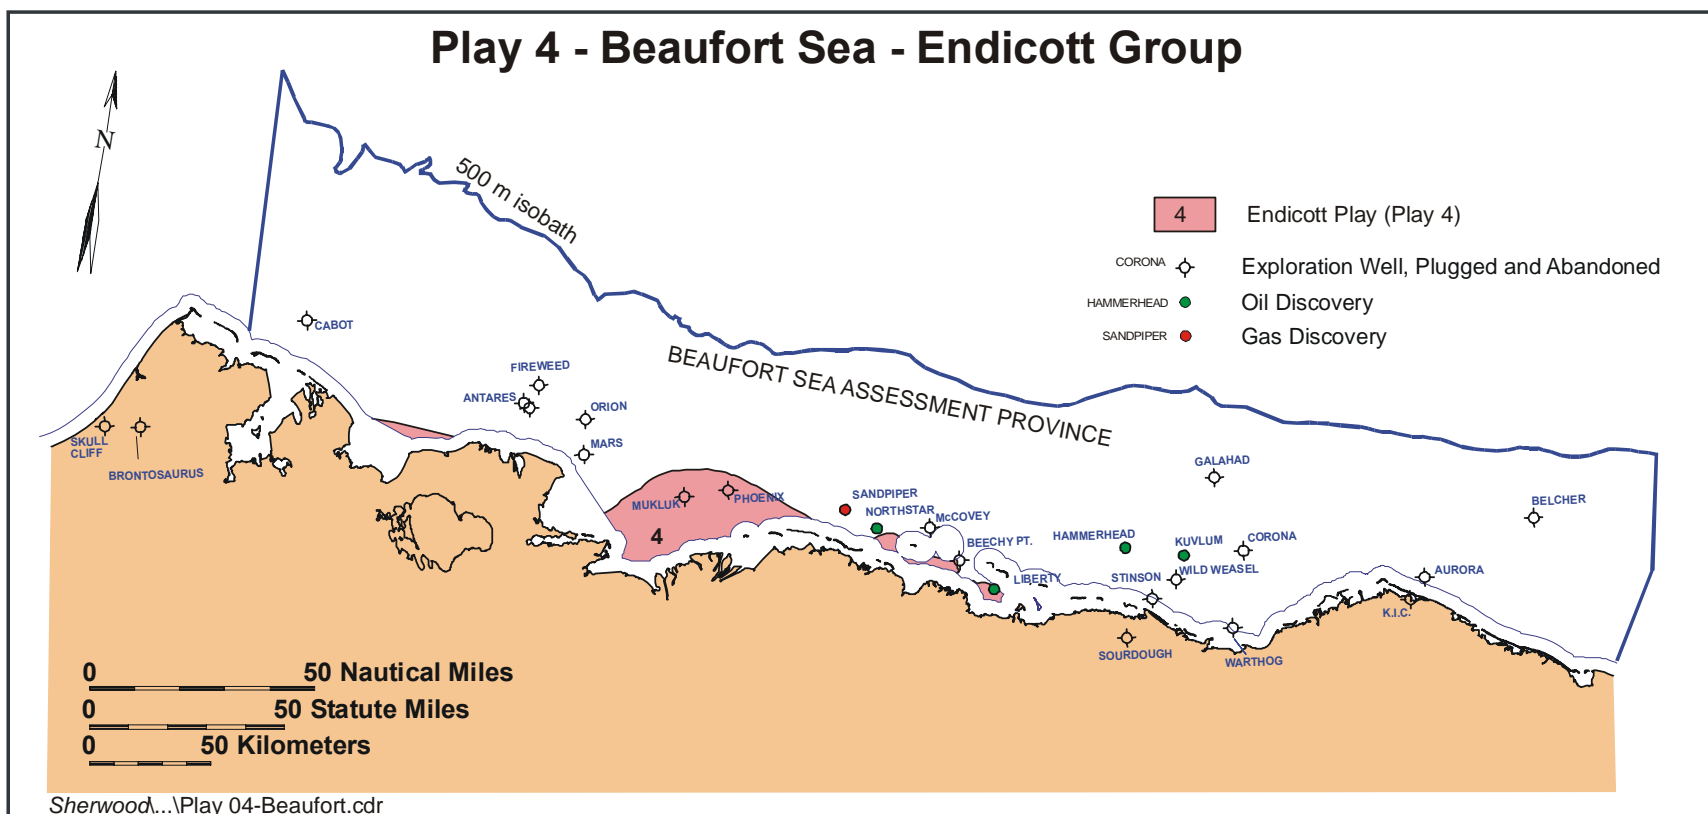 Play 4 - Beaufort Sea - Endicott Group
N
500 m isobath
4 Endicott Play (Play 4)
CORONA Exploration Well, Plugged and Abandoned
HAMMERHEAD Oil Discovery
SANDPIPER Gas Discovery
BEAUFORT SEA ASSESSMENT PROVINCE
CABOT
FIREWEED
ANTARES
ORION
MARS
SKULL
CLIFF
BRONTOSAURUS
MUKLUK
PHOENIX
4
SANDPIPER
NORTHSTAR
McCOVEY
BEECHY PT.
LIBERTY
GALAHAD
HAMMERHEAD
KUVLUM
CORONA
WILD WEASEL
STINSON
SOURDOUGH
WARTHOG
BELCHER
AURORA
K.I.C.
0 50 Nautical Miles
0 50 Statute Miles
0 50 Kilometers
Sherwood\...\Play 04-Beaufort.cdr